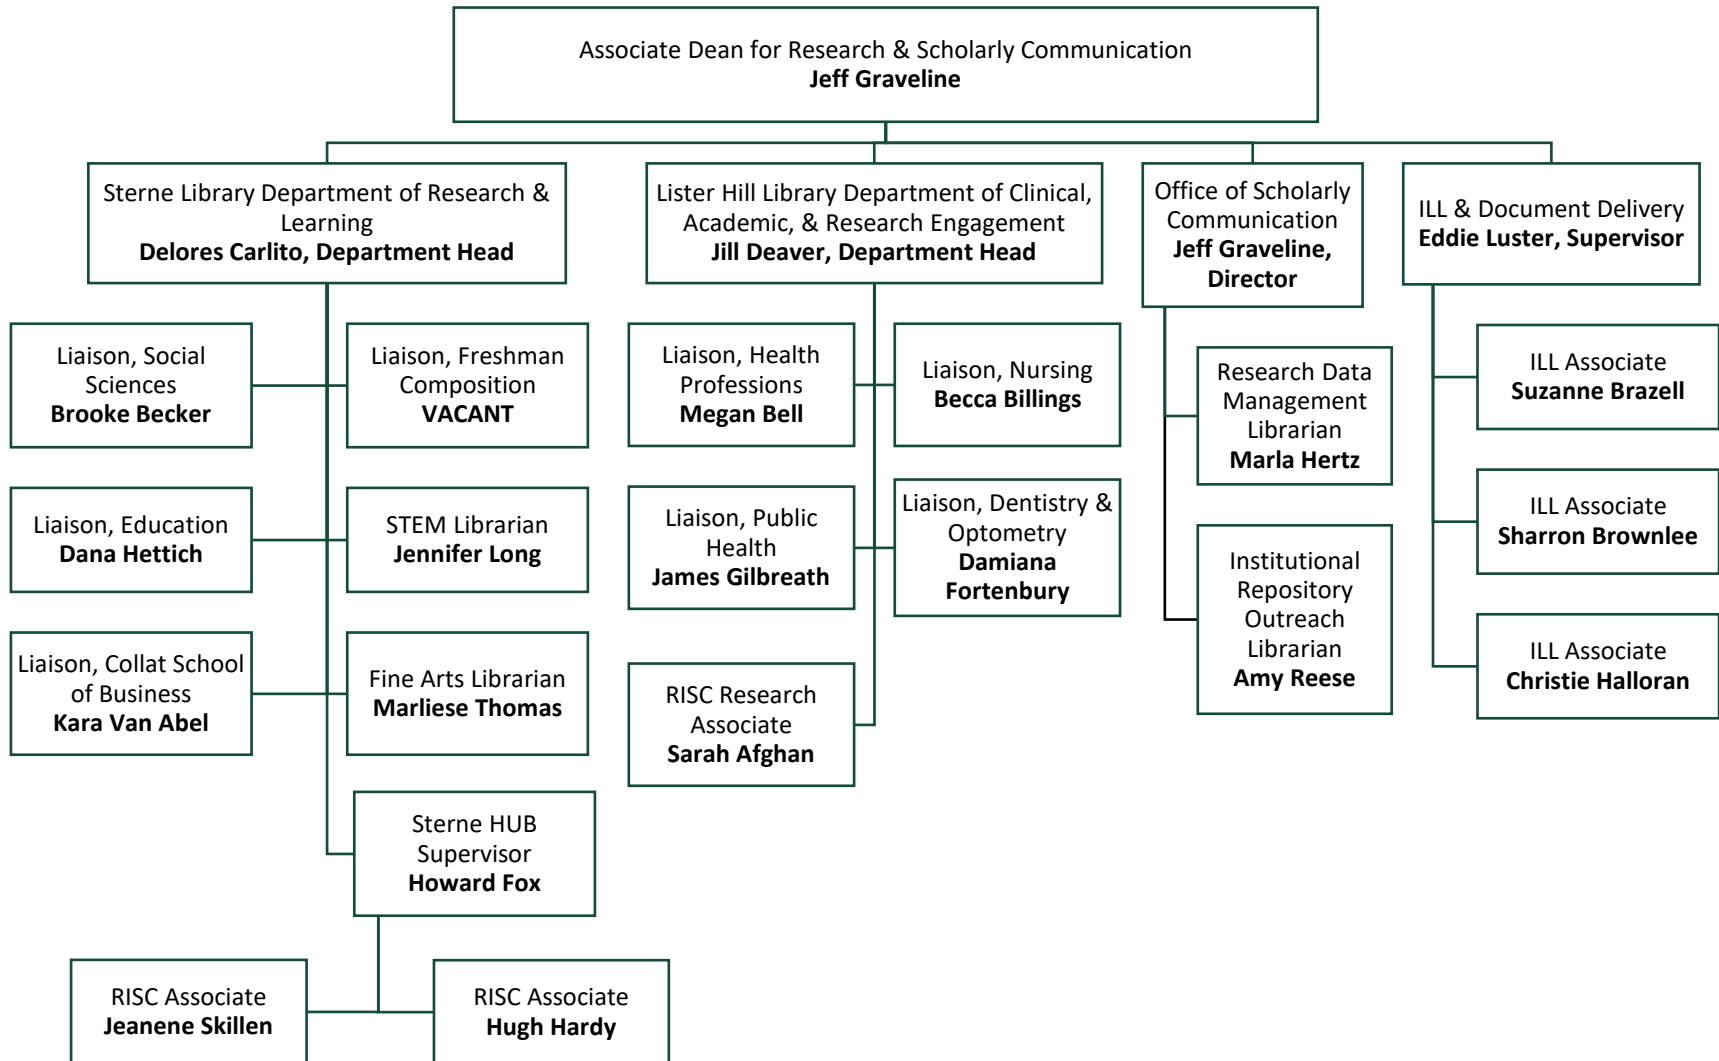 Associate Dean for Research & Scholarly Communication
Jeff Graveline
Sterne Library Department of Research &
Learning
Delores Carlito, Department Head
Lister Hill Library Department of Clinical,
Academic, & Research Engagement
Jill Deaver, Department Head
Office of Scholarly
Communication
Jeff Graveline,
Director
ILL & Document Delivery
Eddie Luster, Supervisor
Liaison, Social
Sciences
Brooke Becker
Liaison, Freshman
Composition
VACANT
Liaison, Education
Dana Hettich
STEM Librarian
Jennifer Long
Liaison, Collat School
of Business
Kara Van Abel
Fine Arts Librarian
Marliese Thomas
Sterne HUB
Supervisor
Howard Fox
RISC Associate
Jeanene Skillen
RISC Associate
Hugh Hardy
Liaison, Health
Professions
Megan Bell
Liaison, Nursing
Becca Billings
Liaison, Public
Health
James Gilbreath
Liaison, Dentistry &
Optometry
Damiana
Fortenbury
RISC Research
Associate
Sarah Afghan
Research Data
Management
Librarian
Marla Hertz
Institutional
Repository
Outreach
Librarian
Amy Reese
ILL Associate
Suzanne Brazell
ILL Associate
Sharron Brownlee
ILL Associate
Christie Halloran